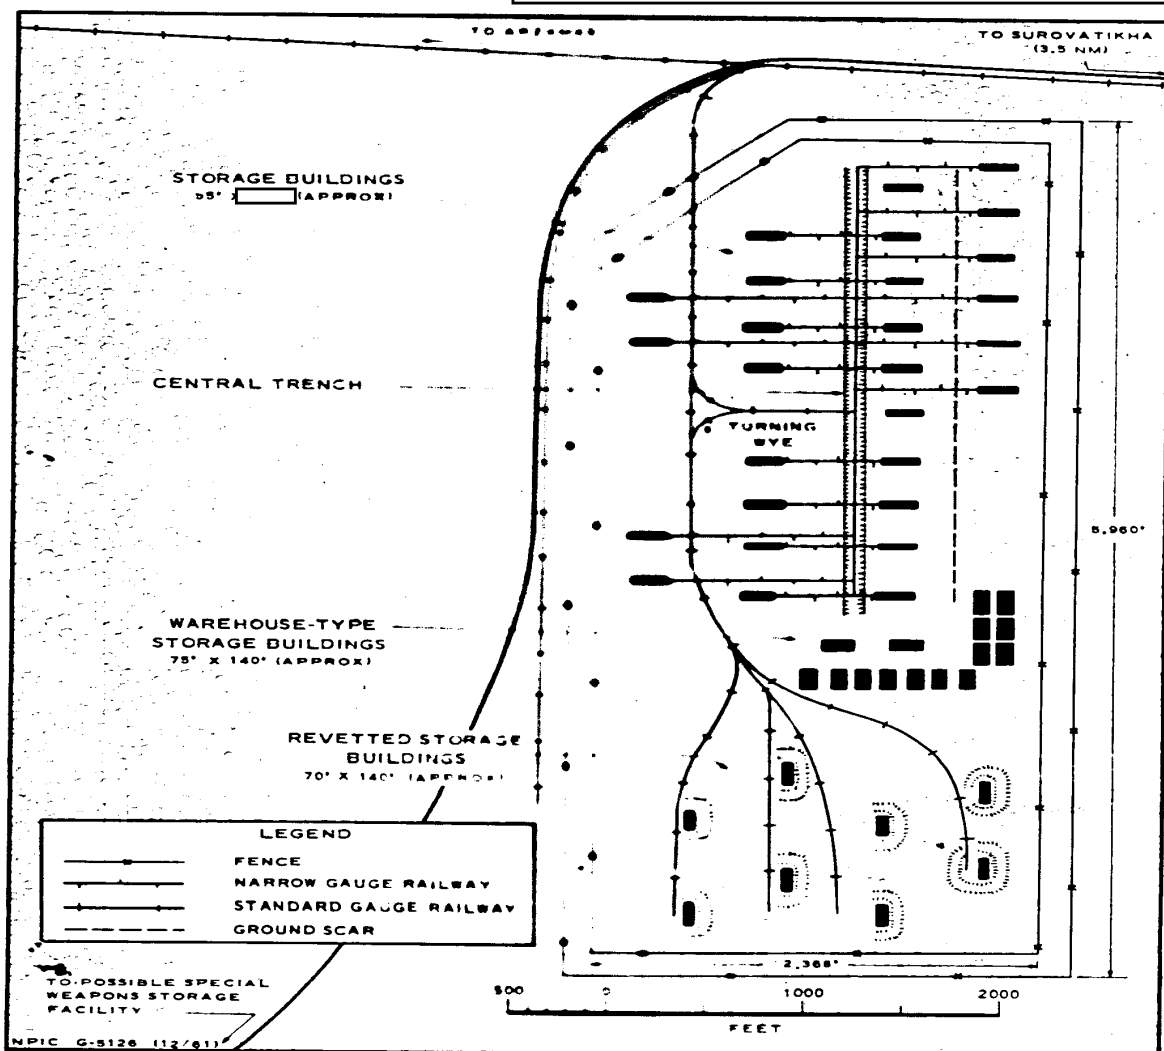 TO ARZAMAS
TO SUROVATIKHA
(3.5 NM)
STORAGE BUILDINGS
(APPROX)
CENTRAL TRENCH
TURNING
WYE
5,960'
WAREHOUSE-TYPE
STORAGE BUILDINGS
75' X 140' (APPROX)
REVETTED STORAGE
BUILDINGS
70' X 140' (APPROX)
LEGEND
FENCE
NARROW GAUGE RAILWAY
STANDARD GAUGE RAILWAY
GROUND SCAR
2,368'
TO POSSIBLE SPECIAL
WEAPONS STORAGE
FACILITY
500 0 1000 2000
FEET
NPIC G-5126 (12/61)